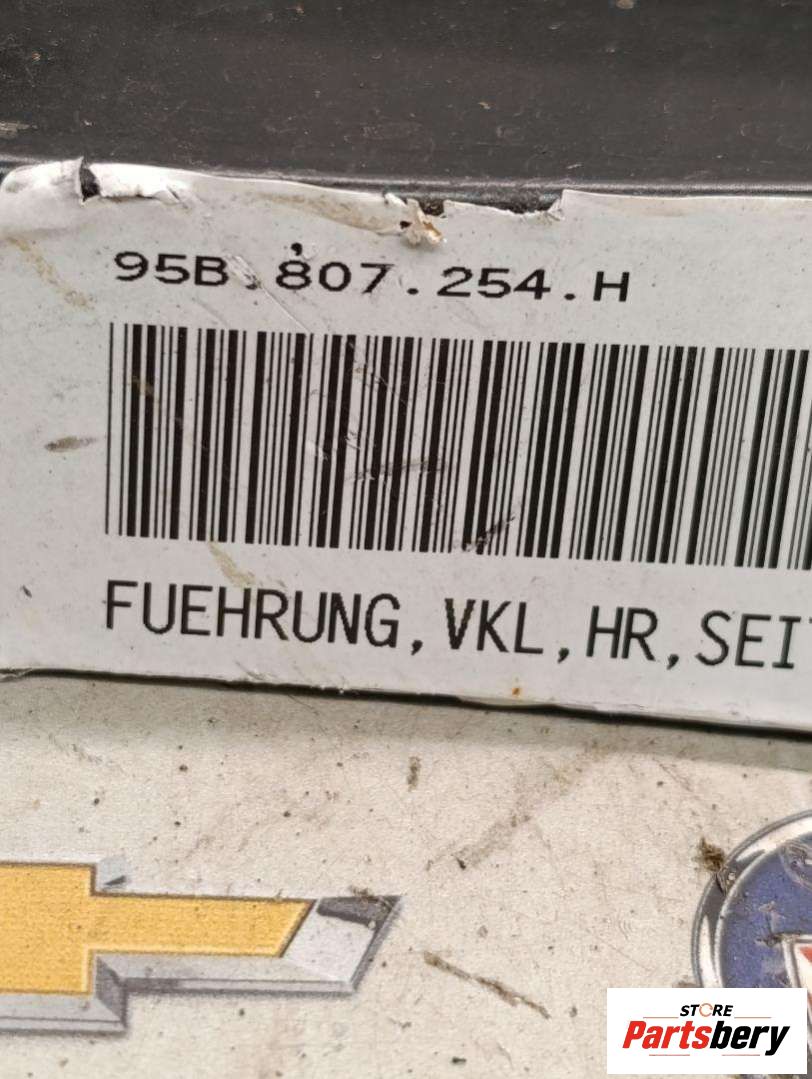 95B.807.254.H
FUEHRUNG,VKL,HR,SEI
STORE
Partsbery